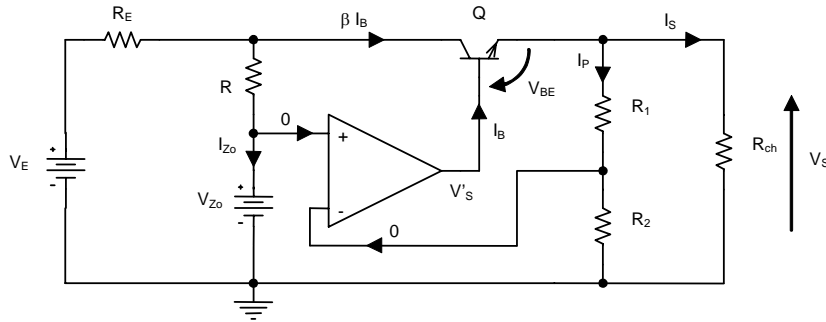 R_E
β I_B
Q
I_S
R
I_P
V_BE
R_1
0
I_Zo
+
I_B
R_ch
V_E
+
-
V_S
V_Zo
+
-
-
V'_S
R_2
0